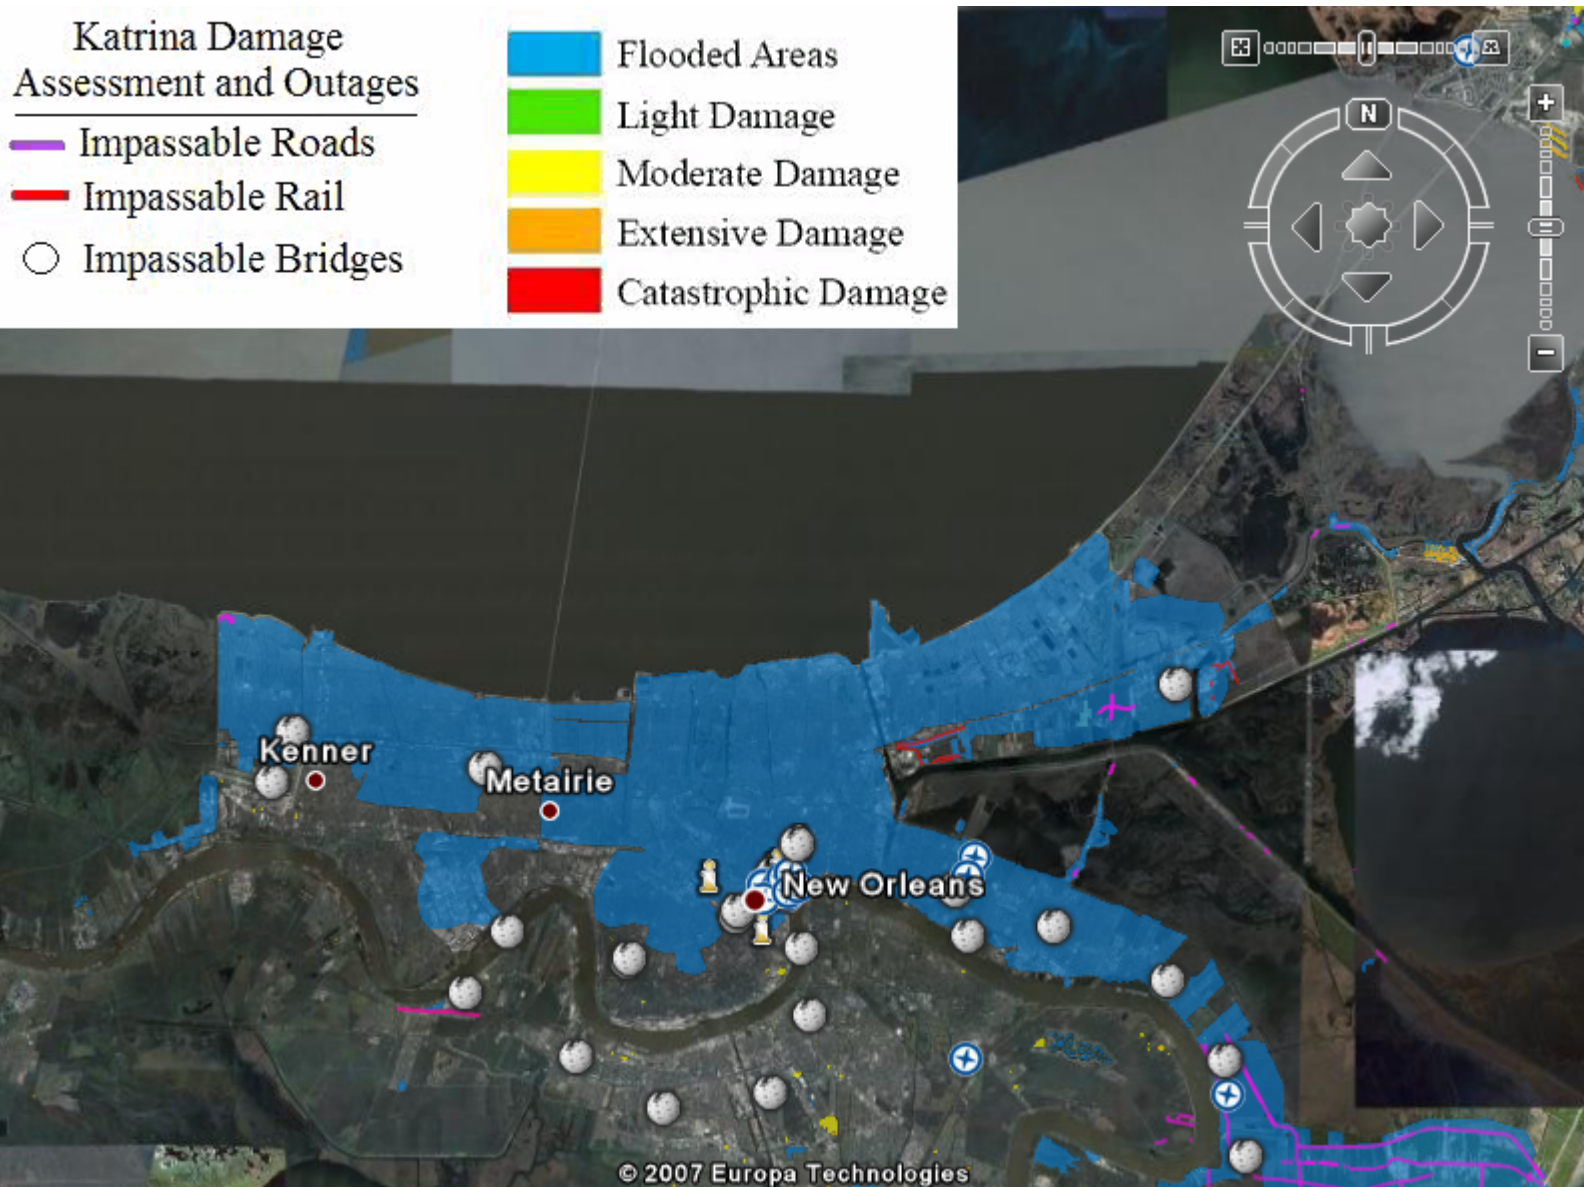 Katrina Damage
Assessment and Outages
Impassable Roads
Impassable Rail
Impassable Bridges
Flooded Areas
Light Damage
Moderate Damage
Extensive Damage
Catastrophic Damage
N
+
−
Kenner
Metairie
New Orleans
© 2007 Europa Technologies